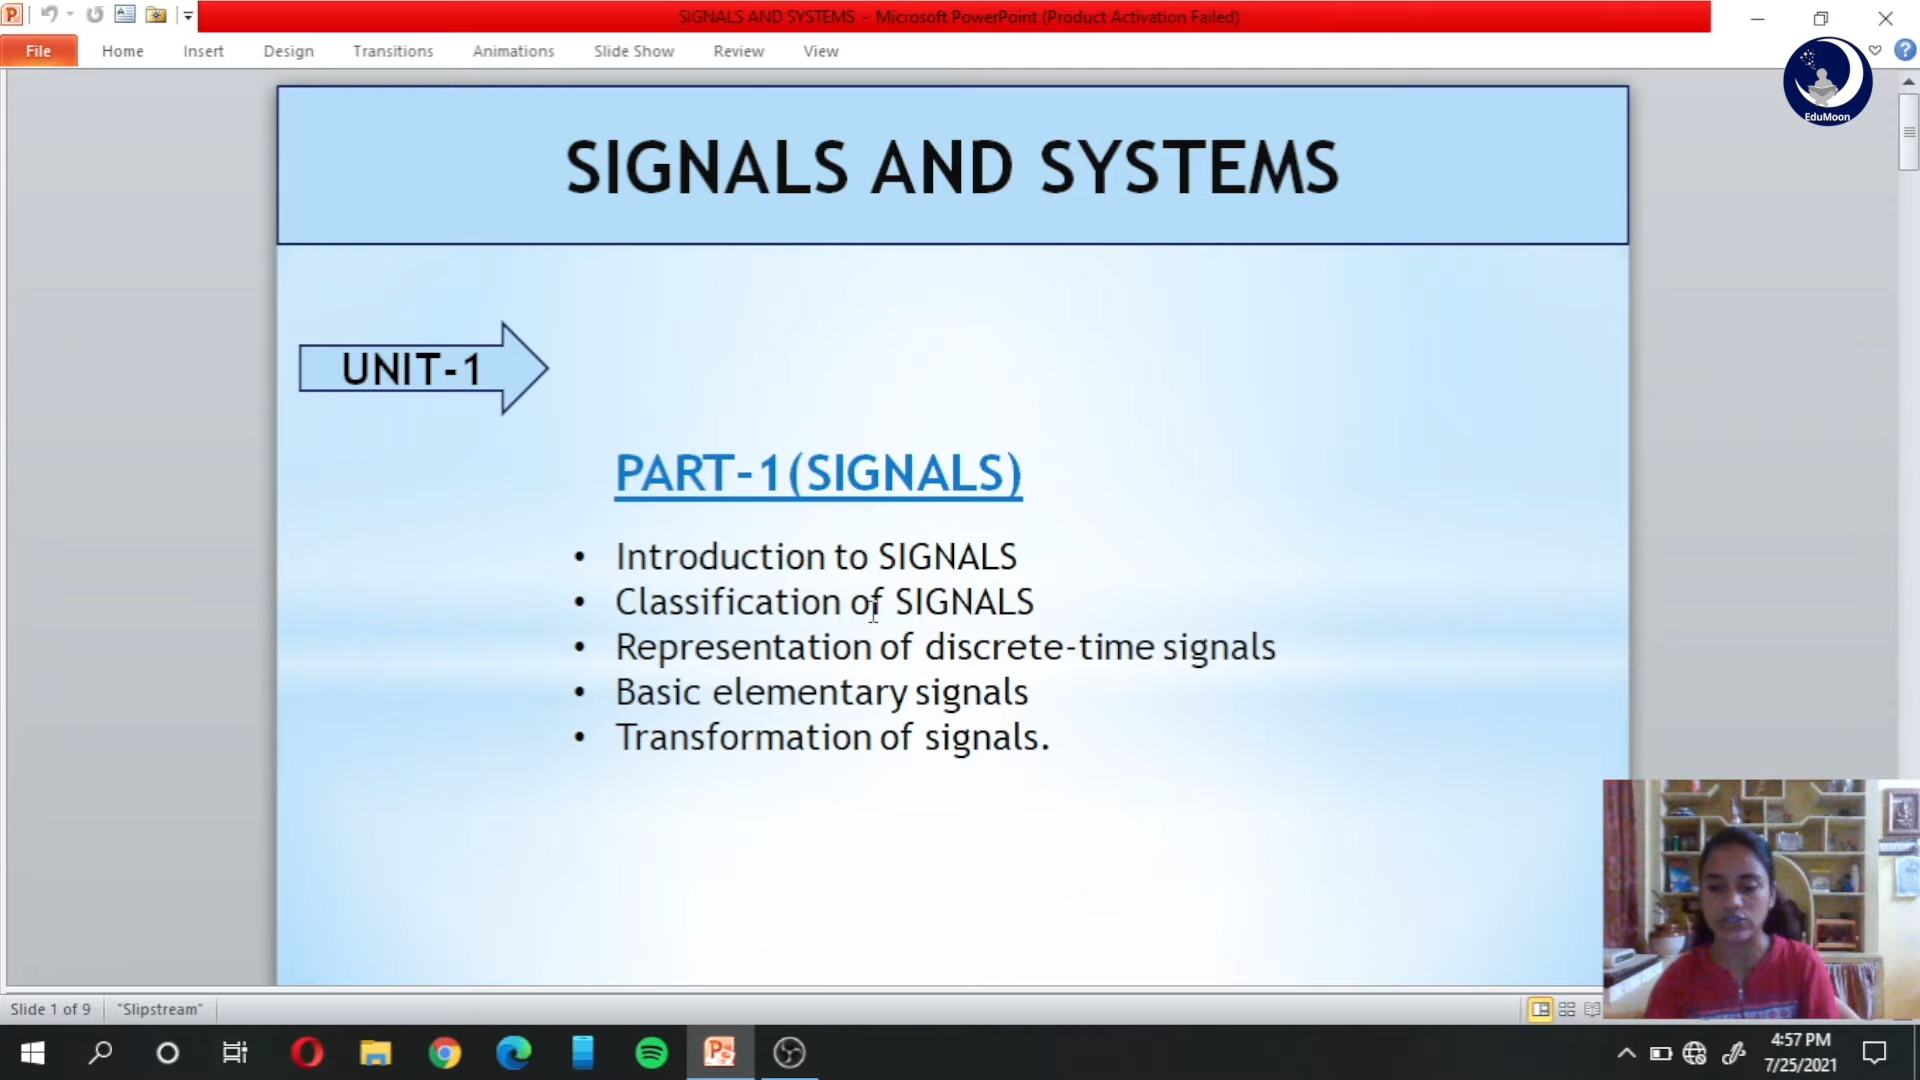 SIGNALS AND SYSTEMS - Microsoft PowerPoint (Product Activation Failed)
File Home Insert Design Transitions Animations Slide Show Review View
EduMoon
SIGNALS AND SYSTEMS
UNIT-1
PART-1(SIGNALS)
• Introduction to SIGNALS
• Classification of SIGNALS
• Representation of discrete-time signals
• Basic elementary signals
• Transformation of signals.
Slide 1 of 9 "Slipstream"
4:57 PM
7/25/2021